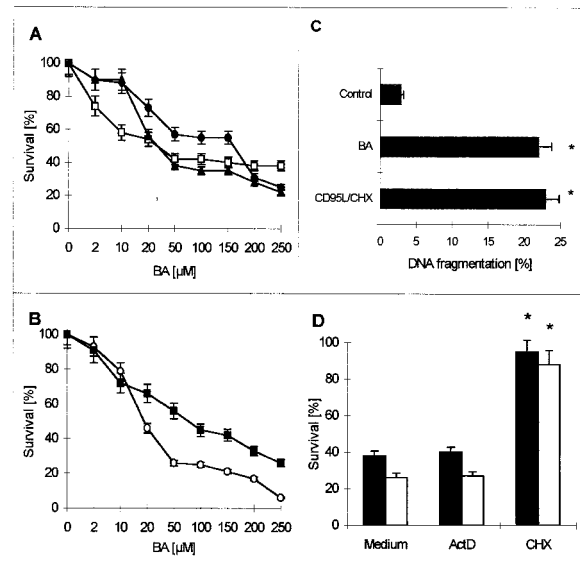 A
Survival [%]
100
80
60
40
20
0
0 2 10 20 50 100 150 200 250
BA [µM]
C
Control
BA
*
CD95L/CHX
*
0 5 10 15 20 25
DNA fragmentation [%]
B
Survival [%]
100
80
60
40
20
0
0 2 10 20 50 100 150 200 250
BA [µM]
D
Survival [%]
100
80
60
40
20
0
* *
Medium ActD CHX